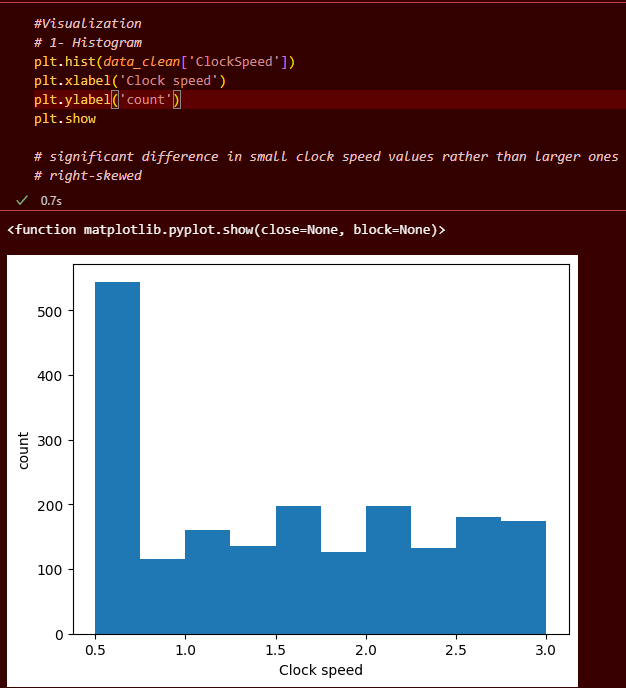 #Visualization
# 1- Histogram
plt.hist(data_clean['ClockSpeed'])
plt.xlabel('Clock speed')
plt.ylabel('count')
plt.show
# significant difference in small clock speed values rather than larger ones
# right-skewed
0.7s
<function matplotlib.pyplot.show(close=None, block=None)>
500
400
300
200
100
0
count
0.5 1.0 1.5 2.0 2.5 3.0
Clock speed